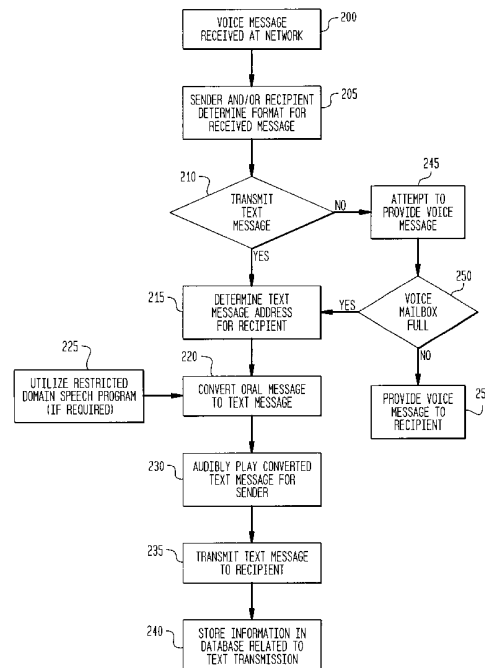 VOICE MESSAGE
RECEIVED AT NETWORK
200
SENDER AND/OR RECIPIENT
DETERMINE FORMAT FOR
RECEIVED MESSAGE
205
210
TRANSMIT
TEXT
MESSAGE
NO
YES
245
ATTEMPT TO
PROVIDE VOICE
MESSAGE
250
VOICE
MAILBOX
FULL
YES
NO
215
DETERMINE TEXT
MESSAGE ADDRESS
FOR RECIPIENT
225
UTILIZE RESTRICTED
DOMAIN SPEECH PROGRAM
(IF REQUIRED)
220
CONVERT ORAL MESSAGE
TO TEXT MESSAGE
PROVIDE VOICE
MESSAGE TO
RECIPIENT
230
AUDIBLY PLAY CONVERTED
TEXT MESSAGE FOR
SENDER
235
TRANSMIT TEXT MESSAGE
TO RECIPIENT
240
STORE INFORMATION IN
DATABASE RELATED TO
TEXT TRANSMISSION